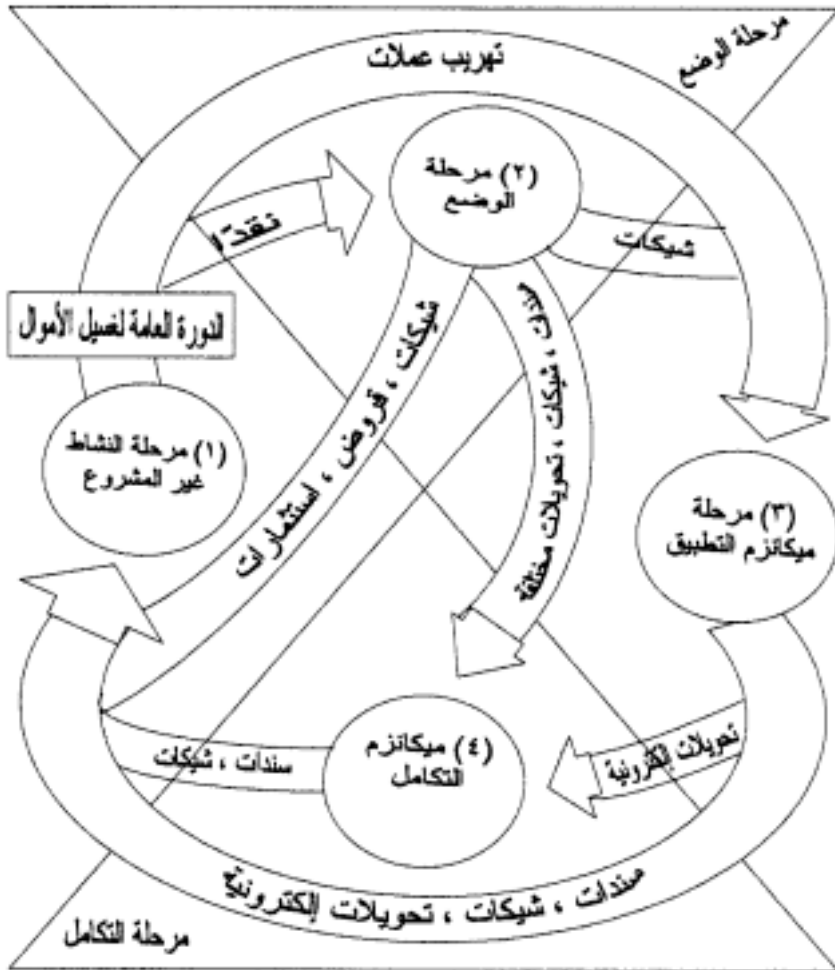 مرحلة الوضع
تهريب عملات
(٢) مرحلة
الوضع
نقدًا
شيكات
الدورة العامة لغسيل الأموال
(١) مرحلة النشاط
غير المشروع
شيكات ، قروض ، استثمارات
سندات ، شيكات ، تحويلات مختلفة
(٣) مرحلة
ميكانزم التطبيق
(٤) ميكانزم
التكامل
سندات ، شيكات
تحويلات إلكترونية
سندات ، شيكات ، تحويلات إلكترونية
مرحلة التكامل